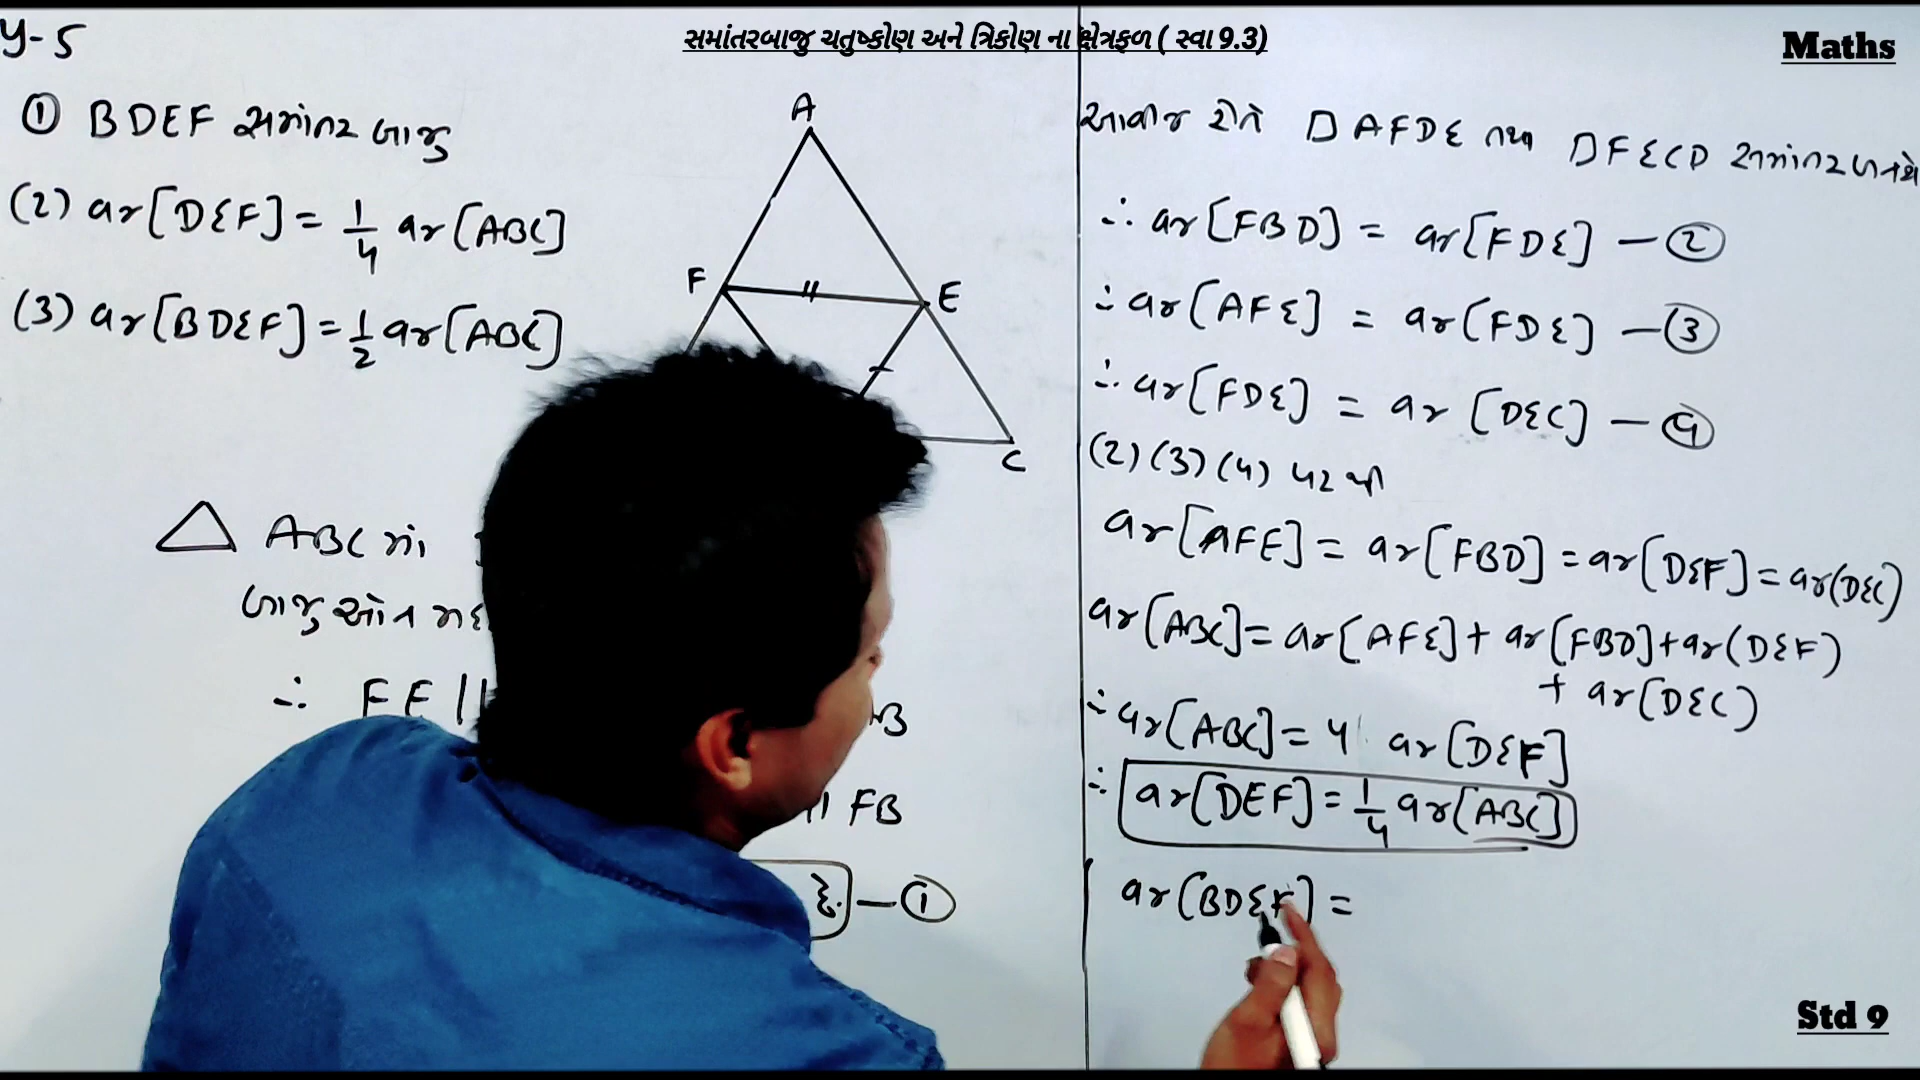 પ્ર-5
સમાંતરબાજુ ચતુષ્કોણ અને ત્રિકોણ ના ક્ષેત્રફળ ( સ્વા 9.3)
Maths
① BDEF સમાંતર બાજુ
(2) ar[DEF] = 1/4 ar[ABC]
(3) ar[BDEF] = 1/2 ar[ABC]
A
F
E
C
△ ABC માં
બાજુઓના
∴ FE ||
FB
—①
આવીજ રીતે □ AFDE તથા □FECD
∴ ar[FBD] = ar[FDE] —②
∴ ar[AFE] = ar[FDE] —③
∴ ar[FDE] = ar [DEC] —④
(2) (3) (4) પરથી
ar[AFE] = ar[FBD] = ar[DEF] = ar(DEC)
ar[ABC] = ar[AFE] + ar[FBD] + ar(DEF)
+ ar[DEC)
∴ ar[ABC] = 4 ar[DEF]
∴ ar[DEF] = 1/4 ar[ABC]
ar[BDEF] =
Std 9